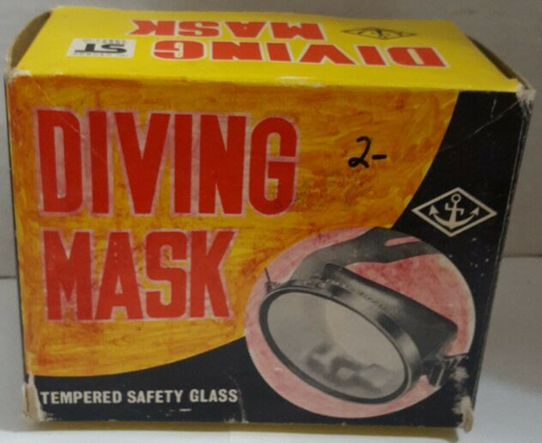 DIVING
MASK
ST
DIVING
MASK
2-
TEMPERED SAFETY GLASS